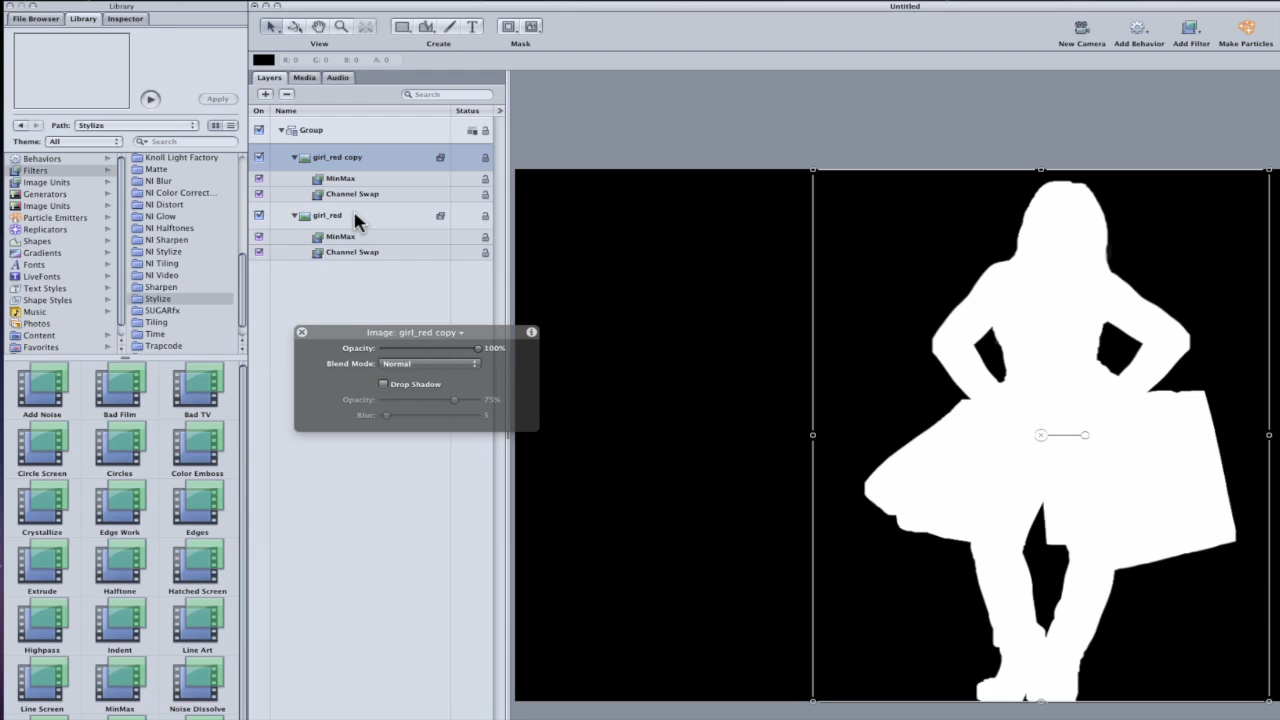 Library
Untitled
File Browser Library Inspector
View Create Mask
New Camera Add Behavior Add Filter Make Particles
R: 0 G: 0 B: 0 A: 0
Apply
Layers Media Audio
Search
Path: Stylize
Theme: All Search
On Name Status
Group
girl_red copy
MinMax
Channel Swap
girl_red
MinMax
Channel Swap
Behaviors
Filters
Image Units
Generators
Image Units
Particle Emitters
Replicators
Shapes
Gradients
Fonts
LiveFonts
Text Styles
Shape Styles
Music
Photos
Content
Favorites
Knoll Light Factory
Matte
NI Blur
NI Color Correct...
NI Distort
NI Glow
NI Halftones
NI Sharpen
NI Stylize
NI Tiling
NI Video
Sharpen
Stylize
SUGARfx
Tiling
Time
Trapcode
Image: girl_red copy
Opacity: 100%
Blend Mode: Normal
Drop Shadow
Opacity: 75%
Blur: 5
Add Noise Bad Film Bad TV
Circle Screen Circles Color Emboss
Crystallize Edge Work Edges
Extrude Halftone Hatched Screen
Highpass Indent Line Art
Line Screen MinMax Noise Dissolve